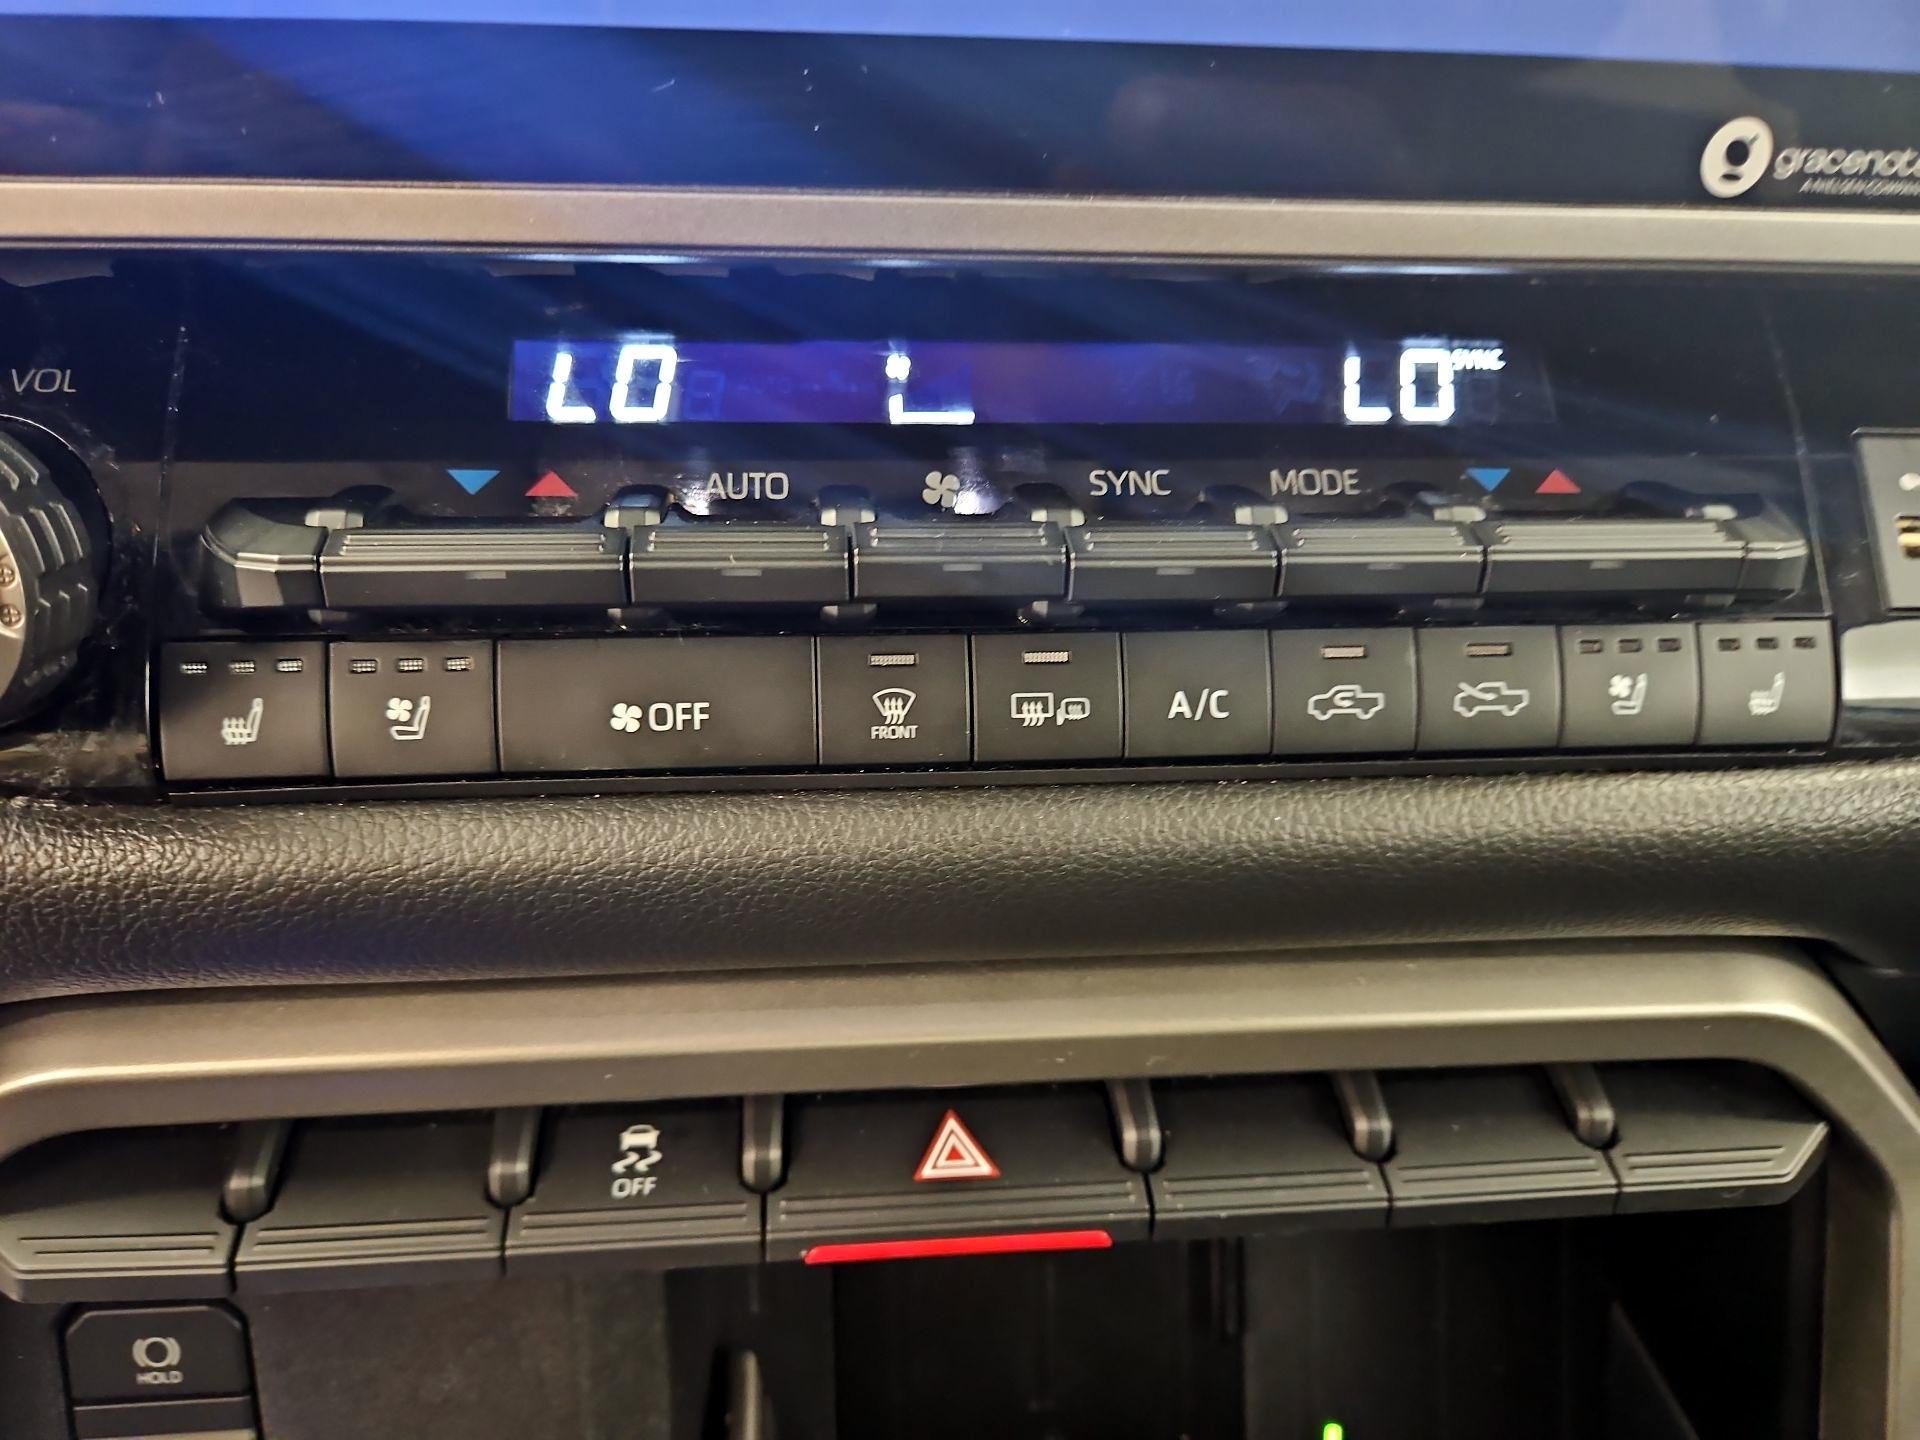 gracenote
VOL
LO
LO SYNC
AUTO
SYNC
MODE
OFF
FRONT
A/C
OFF
HOLD